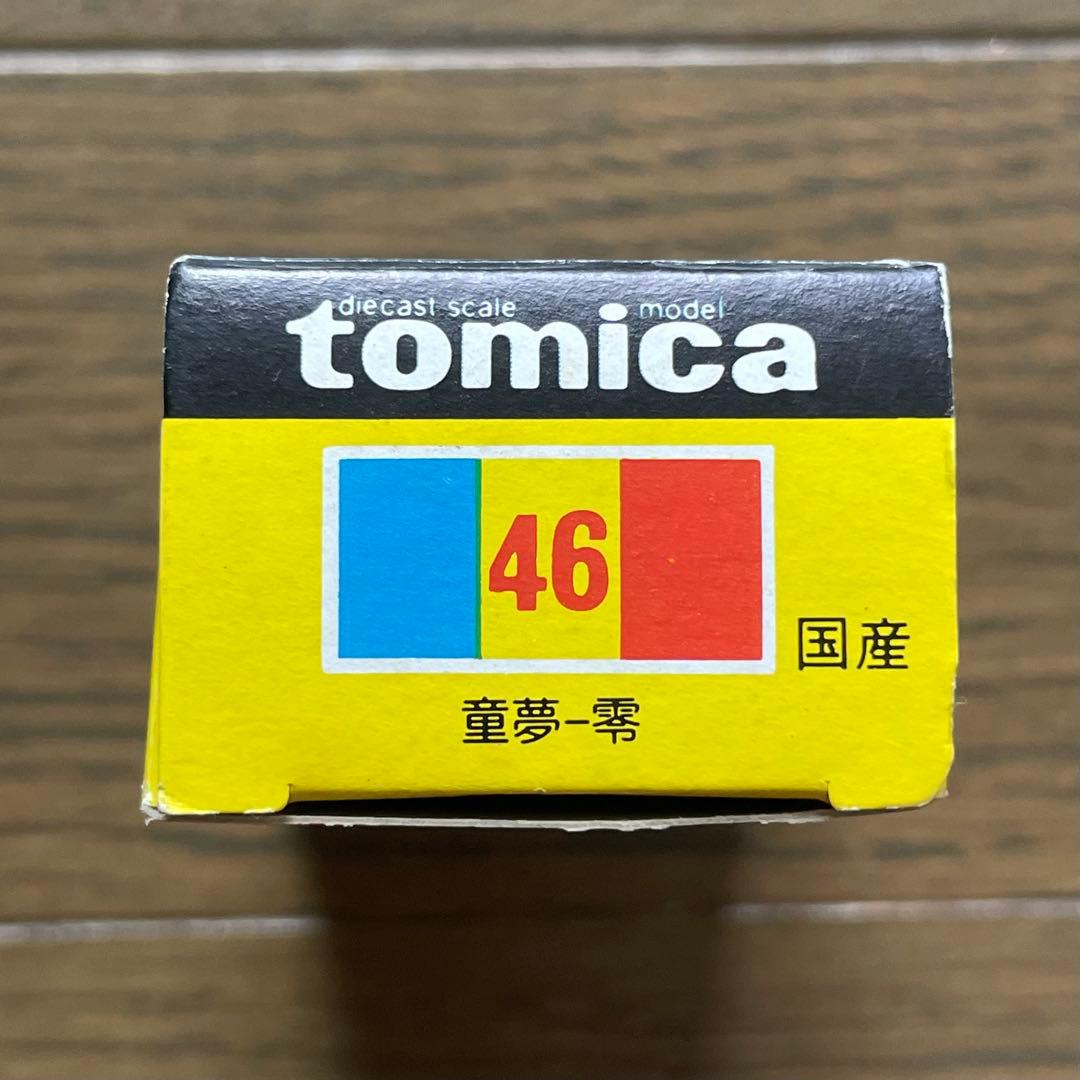 diecast scale model
tomica
46
国産
童夢-零